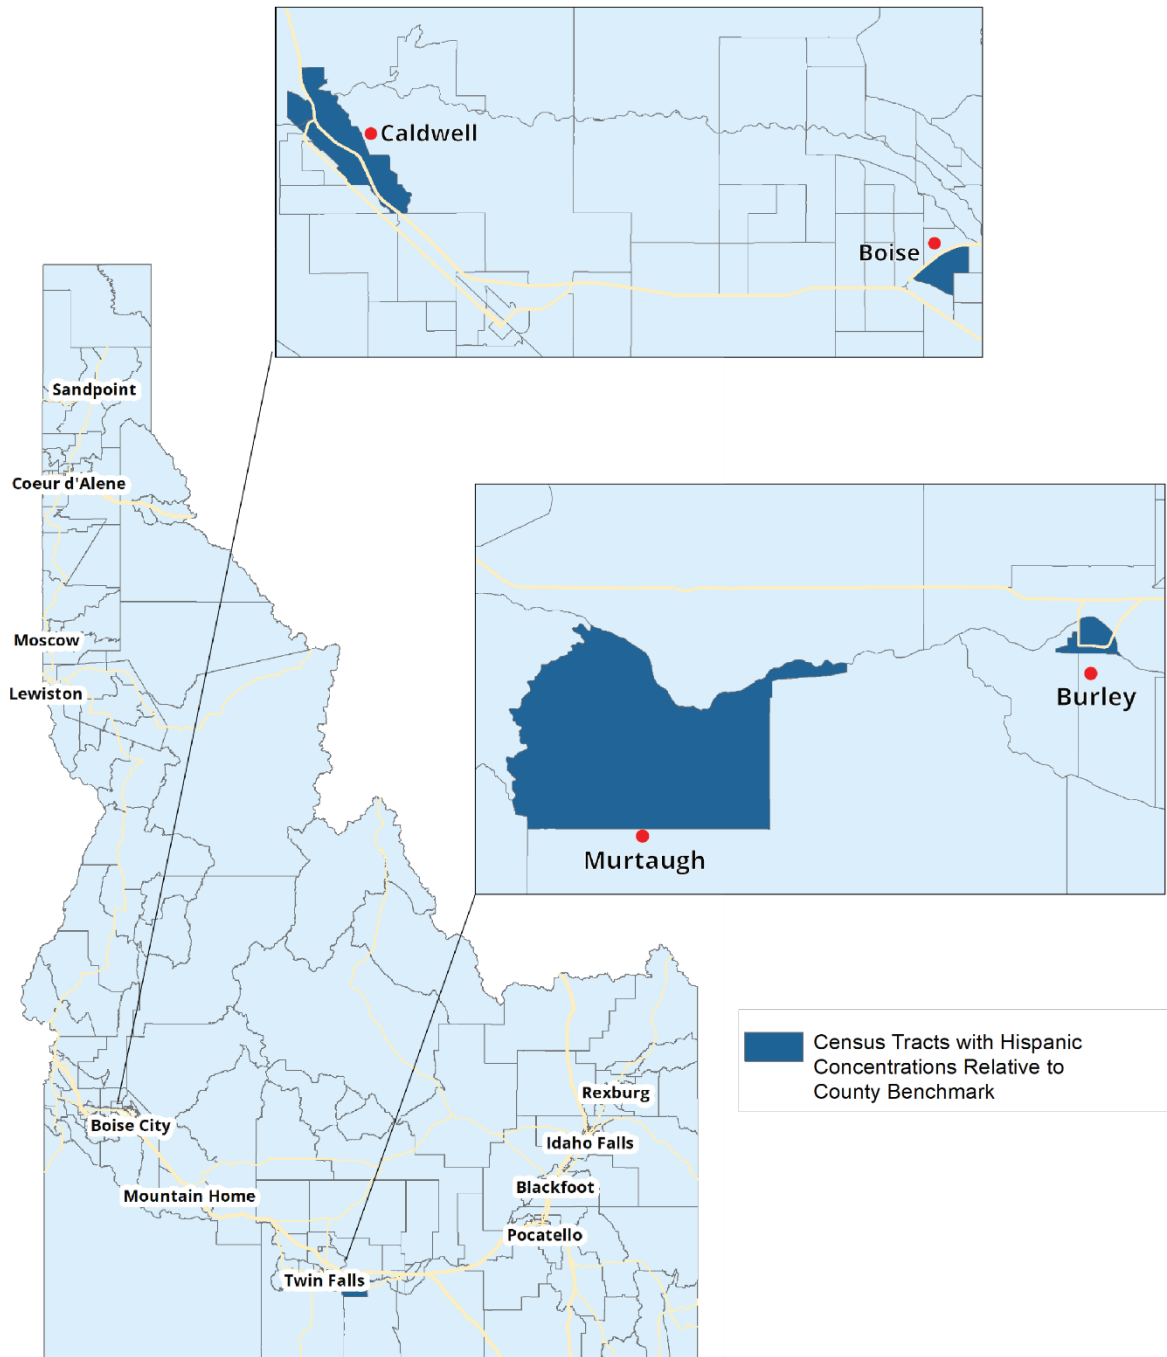 Caldwell
Boise
Sandpoint
Coeur d'Alene
Moscow
Lewiston
Burley
Murtaugh
Census Tracts with Hispanic
Concentrations Relative to
County Benchmark
Rexburg
Boise City
Idaho Falls
Mountain Home
Blackfoot
Pocatello
Twin Falls